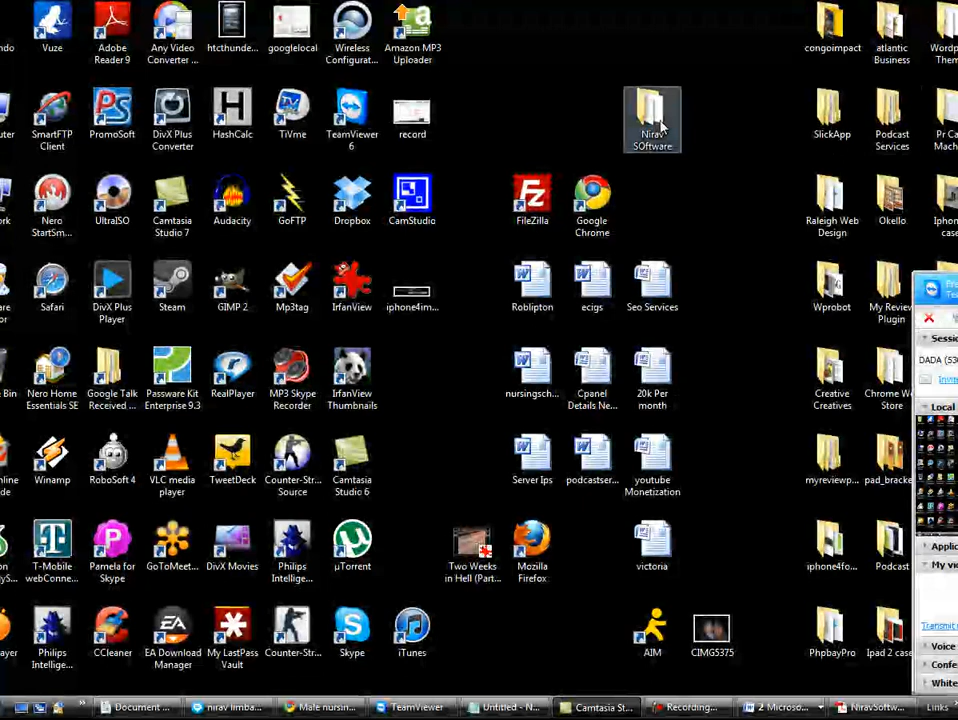 Vuze
Adobe Reader 9
Any Video Converter ...
htcthunde...
googlelocal
Wireless Configurat...
Amazon MP3 Uploader
congoimpact
atlantic Business
SmartFTP Client
PromoSoft
DivX Plus Converter
HashCalc
TiVme
TeamViewer 6
record
Nirav SOftware
SlickApp
Podcast Services
Nero StartSm...
UltraISO
Camtasia Studio 7
Audacity
GoFTP
Dropbox
CamStudio
FileZilla
Google Chrome
Raleigh Web Design
Okello
Safari
DivX Plus Player
Steam
GIMP 2
Mp3tag
IrfanView
iphone4im...
Roblipton
ecigs
Seo Services
Wprobot
My Review Plugin
Nero Home Essentials SE
Google Talk Received ...
Passware Kit Enterprise 9.3
RealPlayer
MP3 Skype Recorder
IrfanView Thumbnails
nursingsch...
Cpanel Details Ne...
20k Per month
Creative Creatives
Winamp
RoboSoft 4
VLC media player
TweetDeck
Counter-Str... Source
Camtasia Studio 6
Server Ips
podcastser...
youtube Monetization
myreviewp...
pad_bracke
T-Mobile webConne...
Pamela for Skype
GoToMeet...
DivX Movies
Philips Intellige...
µTorrent
Two Weeks in Hell (Part...
Mozilla Firefox
victoria
iphone4fo...
Podcast
Philips Intellige...
CCleaner
EA Download Manager
My LastPass Vault
Counter-Str...
Skype
iTunes
AIM
CIMG5375
PhpbayPro
Ipad 2 case
Document ...
nirav limba...
Male nursin...
TeamViewer
Untitled - N...
Camtasia St...
Recording...
2 Microso...
NiravSoftw...
Links